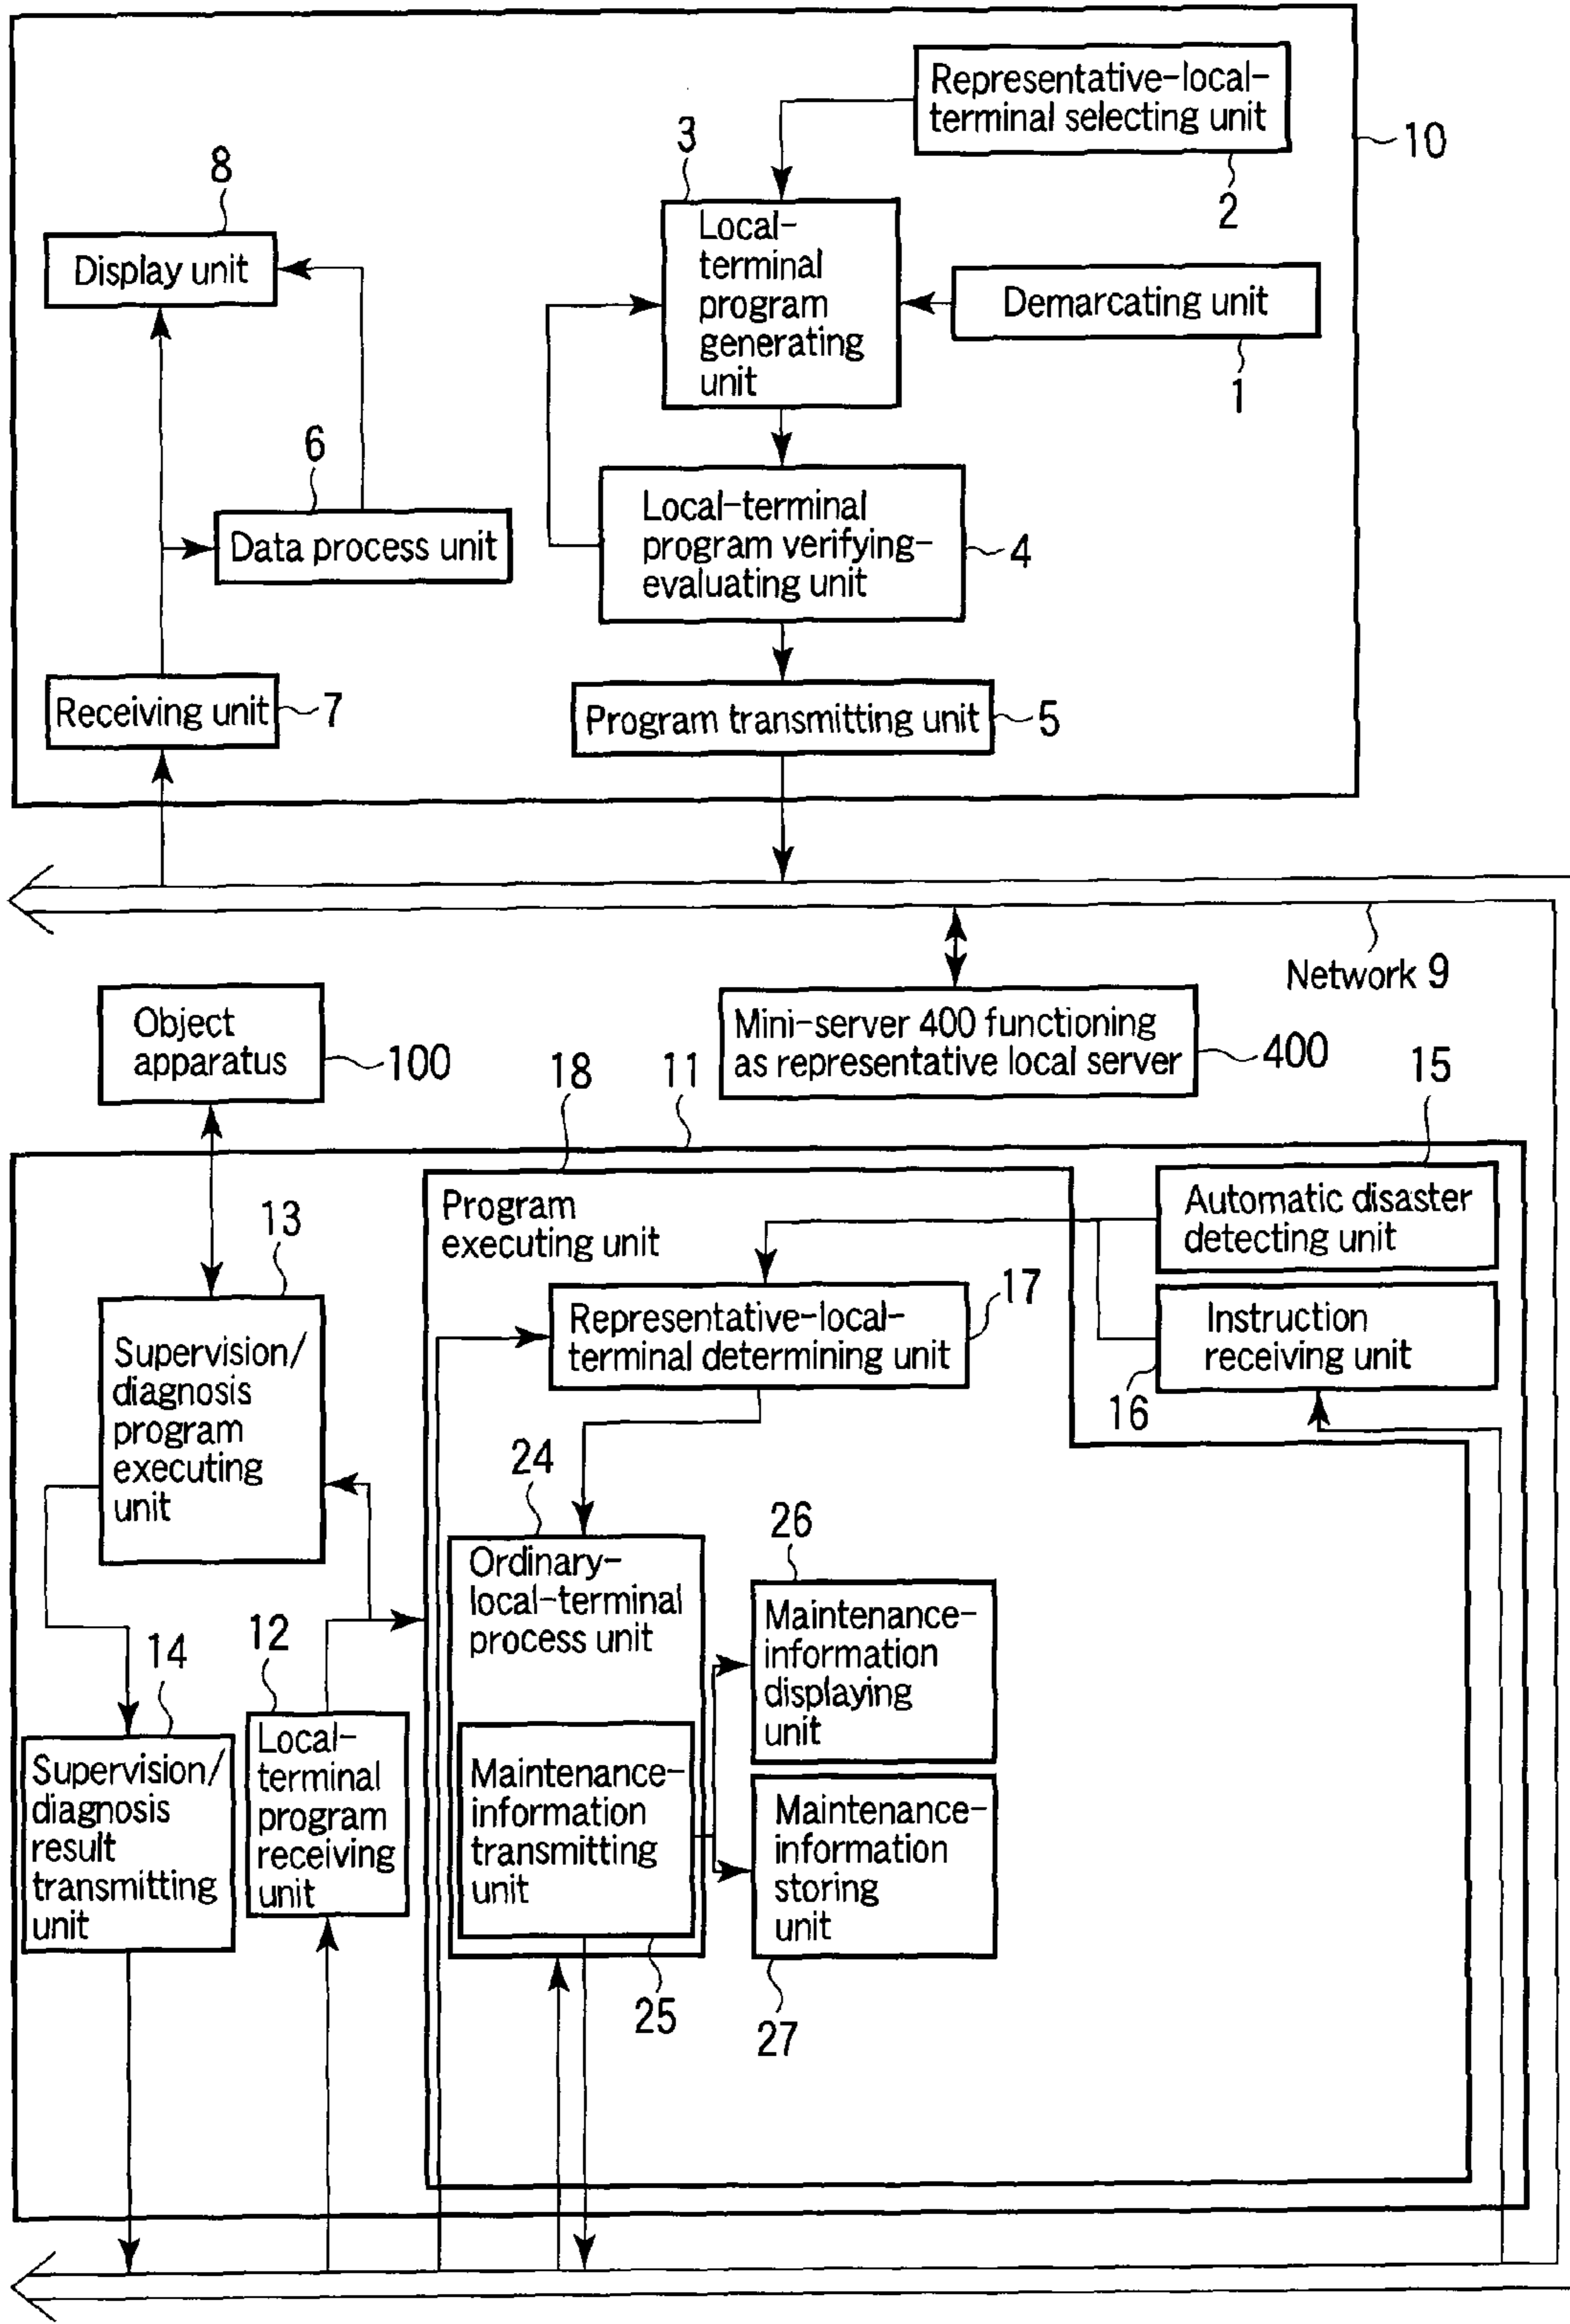 Representative-local-
terminal selecting unit
10
2
3
8
Local-
terminal
program
generating
unit
Display unit
Demarcating unit
1
6
Local-terminal
program verifying-
evaluating unit
4
Data process unit
Receiving unit
7
Program transmitting unit
5
Network 9
Object
apparatus
100
Mini-server 400 functioning
as representative local server
400
18
11
15
Program
executing unit
Automatic disaster
detecting unit
13
17
Representative-local-
terminal determining unit
Instruction
receiving unit
16
Supervision/
diagnosis
program
executing
unit
24
26
Ordinary-
local-terminal
process unit
Maintenance-
information
displaying
unit
14
12
Supervision/
diagnosis
result
transmitting
unit
Local-
terminal
program
receiving
unit
Maintenance-
information
transmitting
unit
Maintenance-
information
storing
unit
25
27